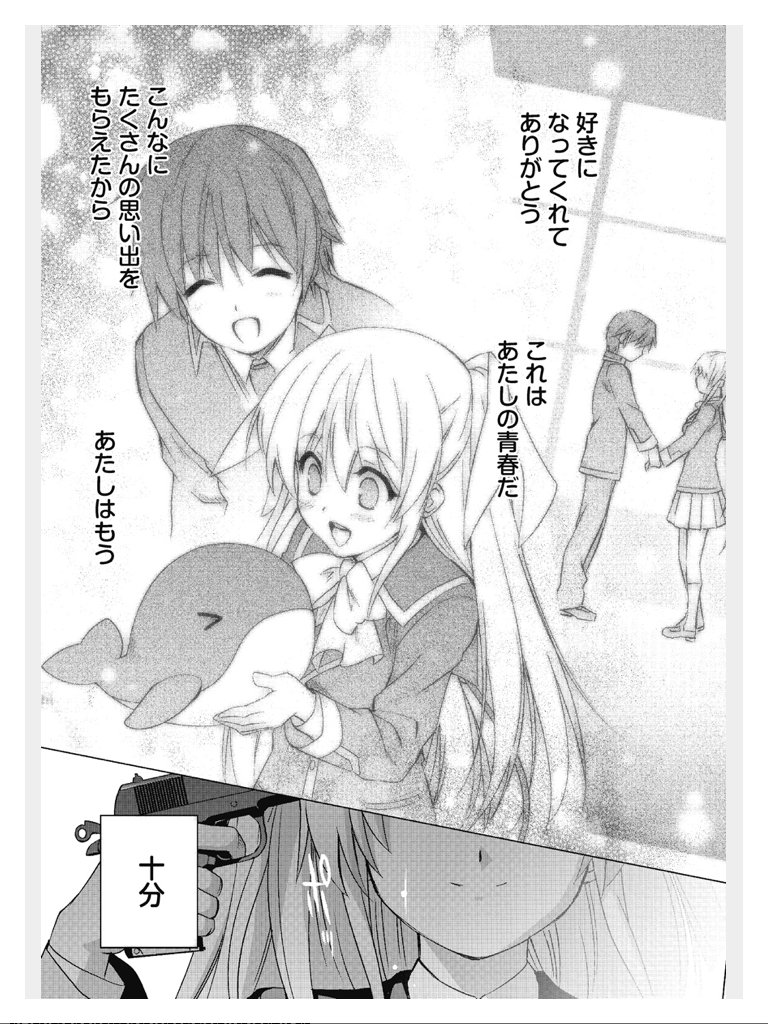 好きに
なってくれて
ありがとう
これは
あたしの青春だ
こんなに
たくさんの思い出を
もらえたから
あたしはもう
十分